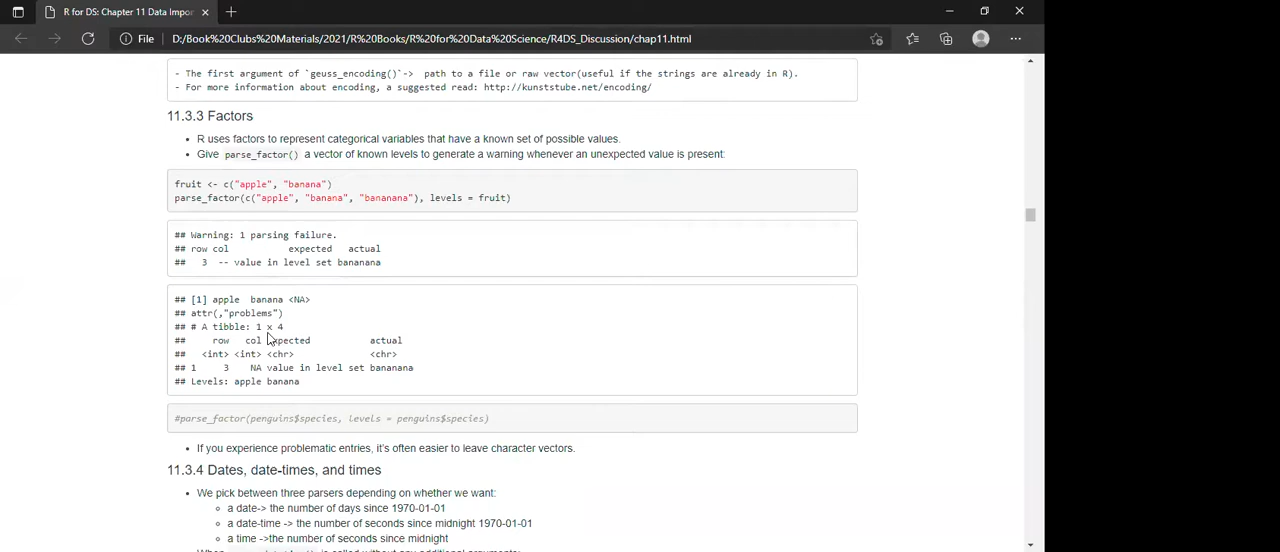 R for DS: Chapter 11 Data Impor
File D:/Book%20Clubs%20Materials/2021/R%20Books/R%20for%20Data%20Science/R4DS_Discussion/chap11.html
- The first argument of `geuss_encoding()`-> path to a file or raw vector(useful if the strings are already in R).
- For more information about encoding, a suggested read: http://kunststube.net/encoding/
11.3.3 Factors
• R uses factors to represent categorical variables that have a known set of possible values.
• Give parse_factor() a vector of known levels to generate a warning whenever an unexpected value is present:
fruit <- c("apple", "banana")
parse_factor(c("apple", "banana", "bananana"), levels = fruit)
## Warning: 1 parsing failure.
## row col expected actual
## 3 -- value in level set bananana
## [1] apple banana <NA>
## attr(,"problems")
## # A tibble: 1 x 4
## row col expected actual
## <int> <int> <chr> <chr>
## 1 3 NA value in level set bananana
## Levels: apple banana
#parse_factor(penguins$species, levels = penguins$species)
• If you experience problematic entries, it's often easier to leave character vectors.
11.3.4 Dates, date-times, and times
• We pick between three parsers depending on whether we want:
○ a date-> the number of days since 1970-01-01
○ a date-time -> the number of seconds since midnight 1970-01-01
○ a time ->the number of seconds since midnight